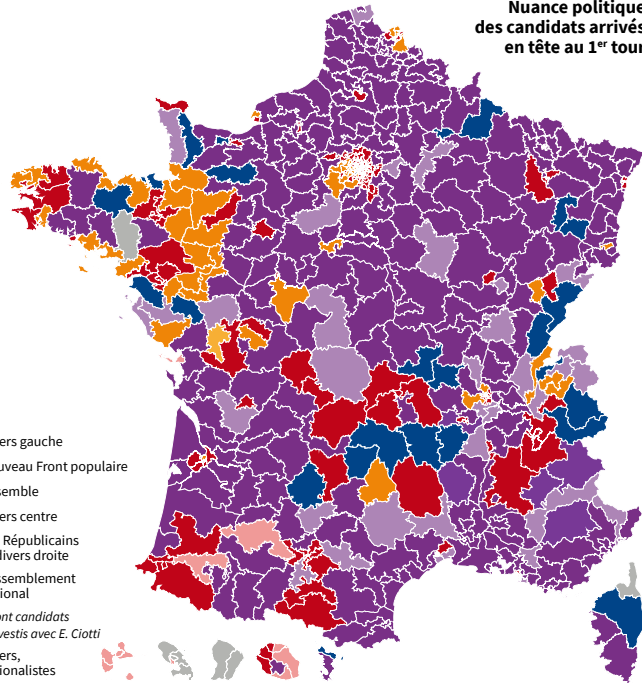 Nuance politique
des candidats arrivés
en tête au 1er tour
ers gauche
uveau Front populaire
semble
ers centre
Républicains
divers droite
ssemblement
ional
nt candidats
vestis avec E. Ciotti
ers,
ionalistes